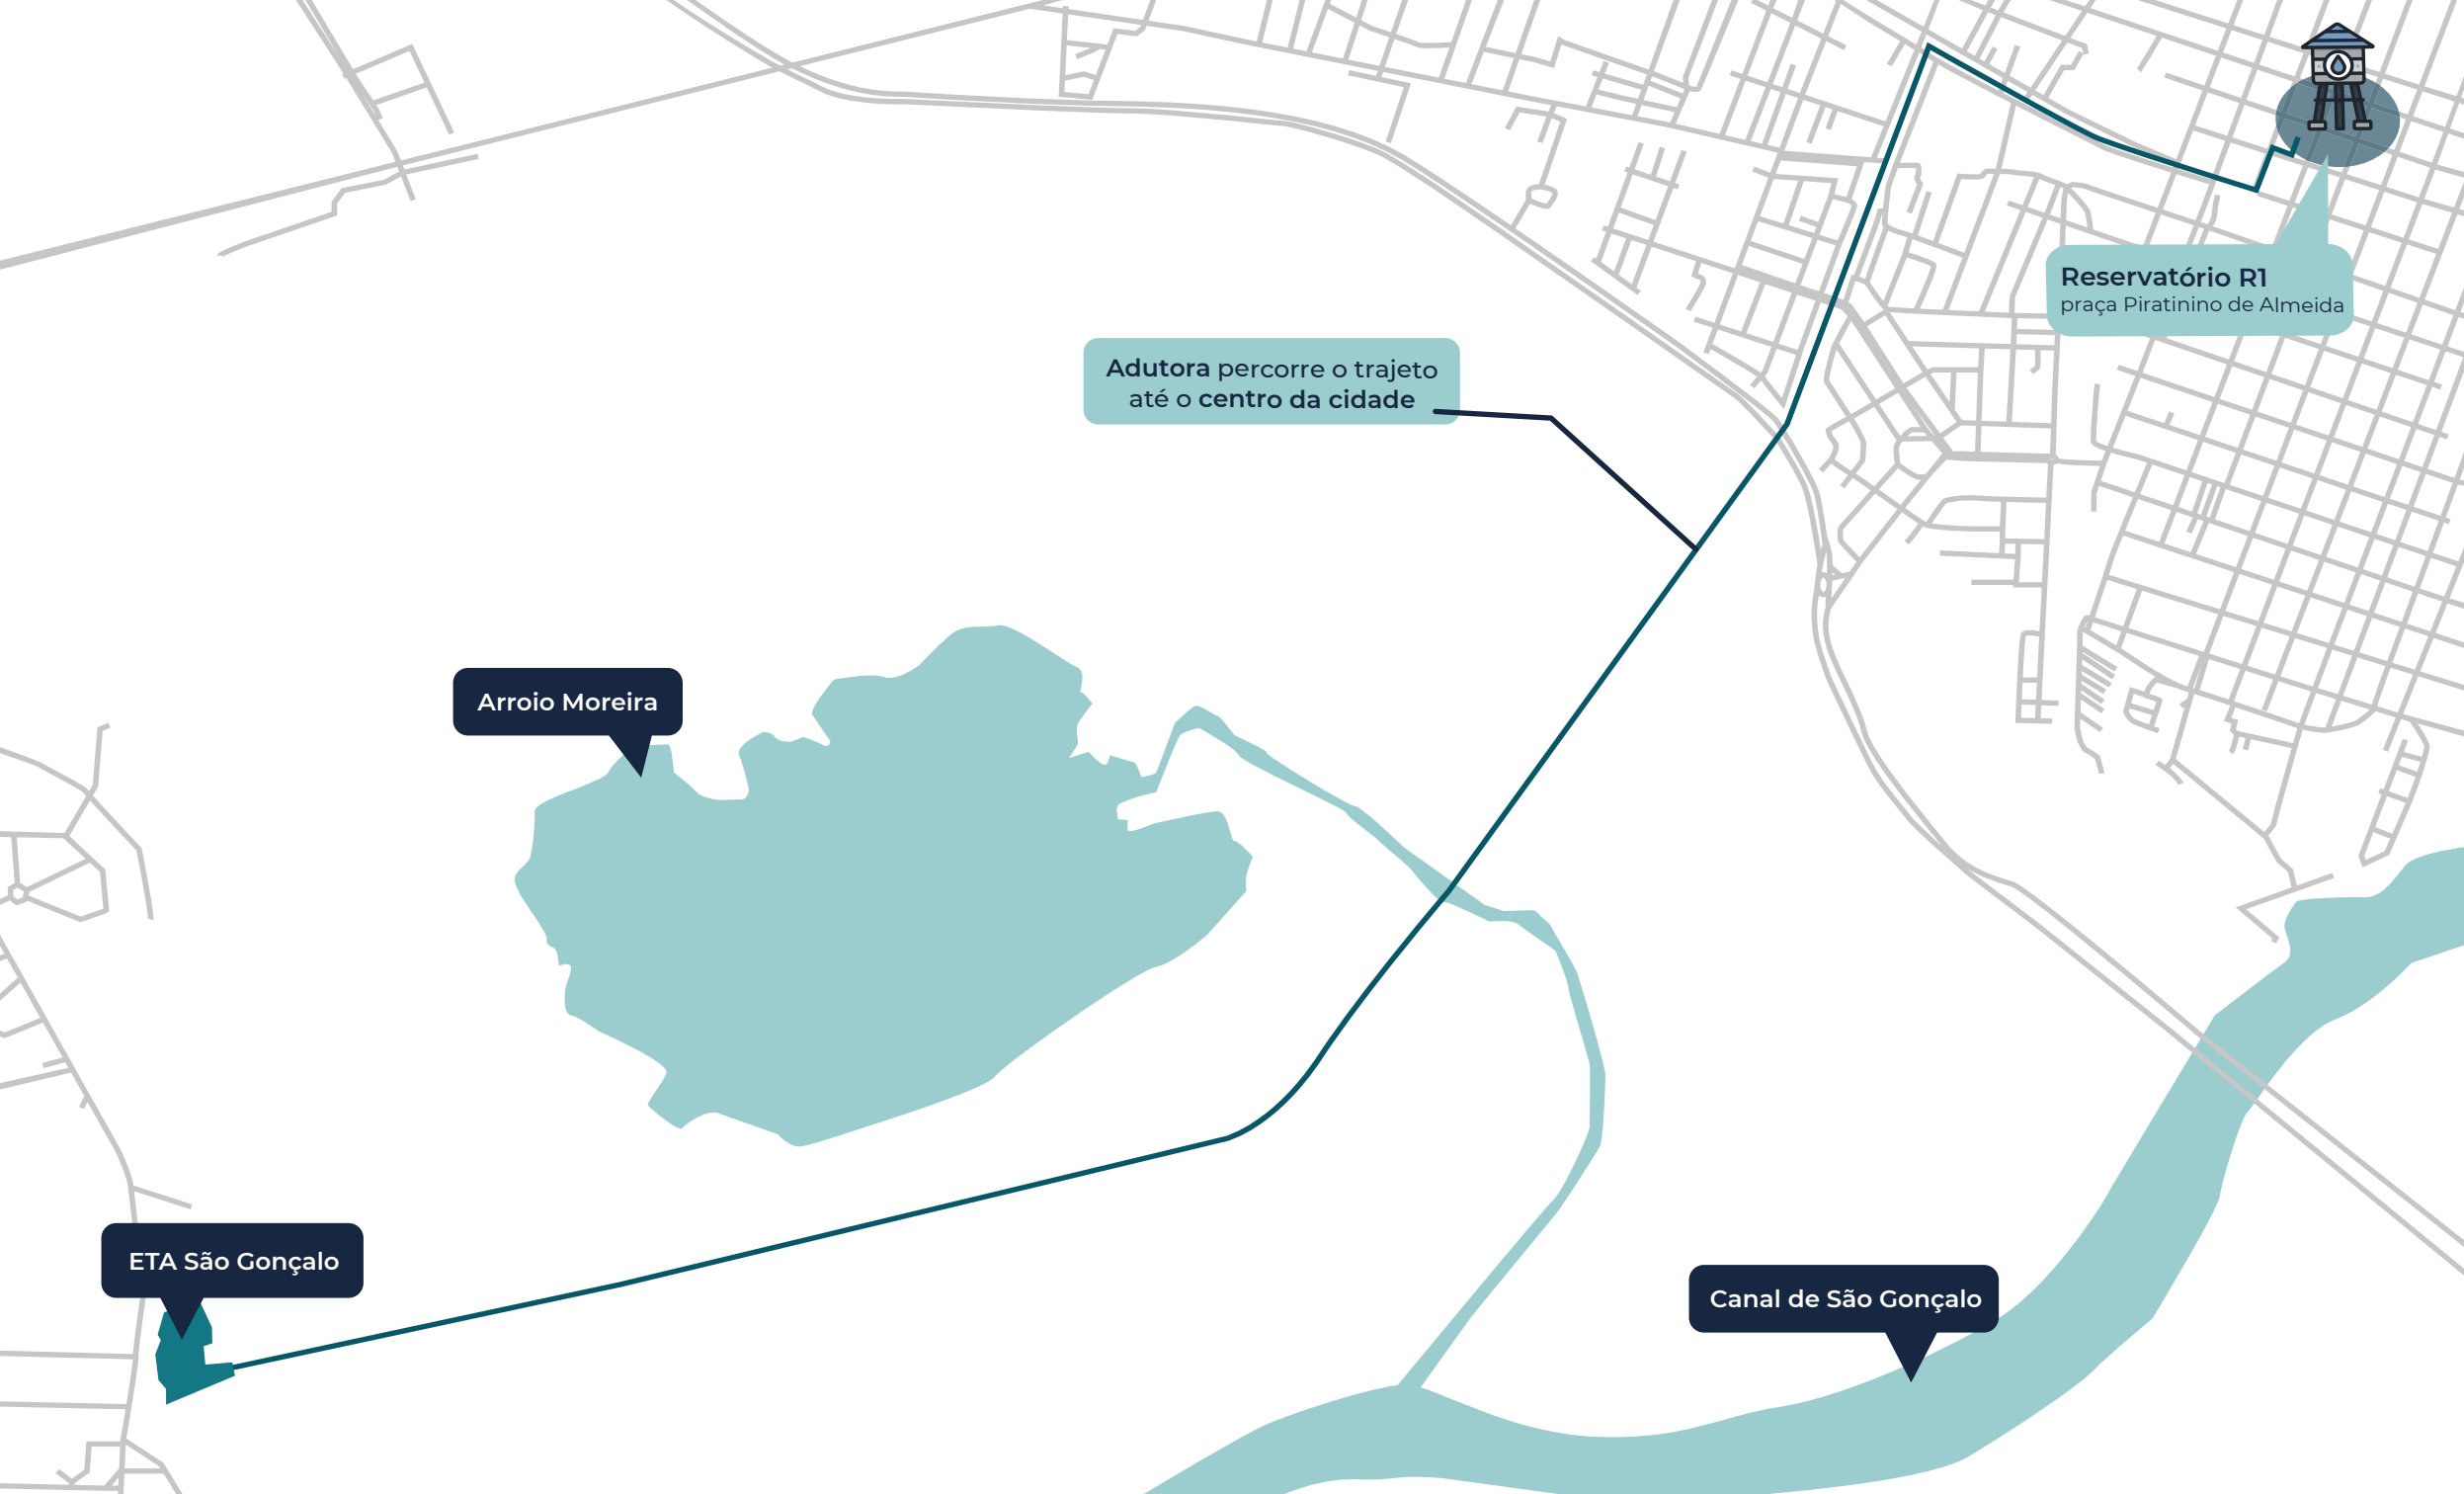 Reservatório R1
praça Piratinino de Almeida
Adutora percorre o trajeto
até o centro da cidade
Arroio Moreira
ETA São Gonçalo
Canal de São Gonçalo